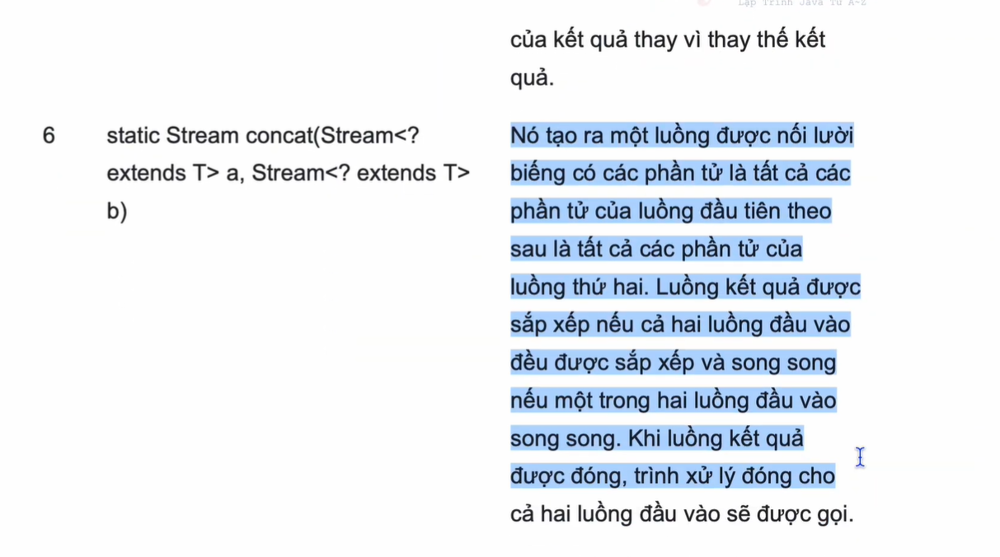 Lập Trình Java Từ A~Z
của kết quả thay vì thay thế kết
quả.
6
static Stream concat(Stream<?
extends T> a, Stream<? extends T>
b)
Nó tạo ra một luồng được nối lười
biếng có các phần tử là tất cả các
phần tử của luồng đầu tiên theo
sau là tất cả các phần tử của
luồng thứ hai. Luồng kết quả được
sắp xếp nếu cả hai luồng đầu vào
đều được sắp xếp và song song
nếu một trong hai luồng đầu vào
song song. Khi luồng kết quả
được đóng, trình xử lý đóng cho
cả hai luồng đầu vào sẽ được gọi.